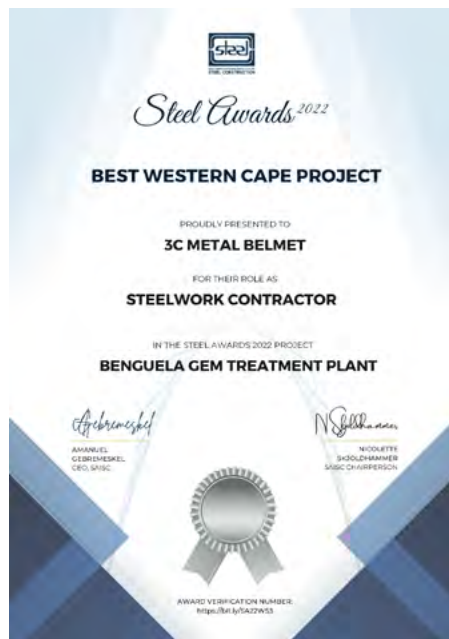 steel
STEEL CONSTRUCTION
Steel Awards 2022
BEST WESTERN CAPE PROJECT
PROUDLY PRESENTED TO
3C METAL BELMET
FOR THEIR ROLE AS
STEELWORK CONTRACTOR
IN THE STEEL AWARDS 2022 PROJECT
BENGUELA GEM TREATMENT PLANT
AMANUEL
GEBREMESKEL
CEO, SAISC
NICOLETTE
SKJOLDHAMMER
SAISC CHAIRPERSON
AWARD VERIFICATION NUMBER: